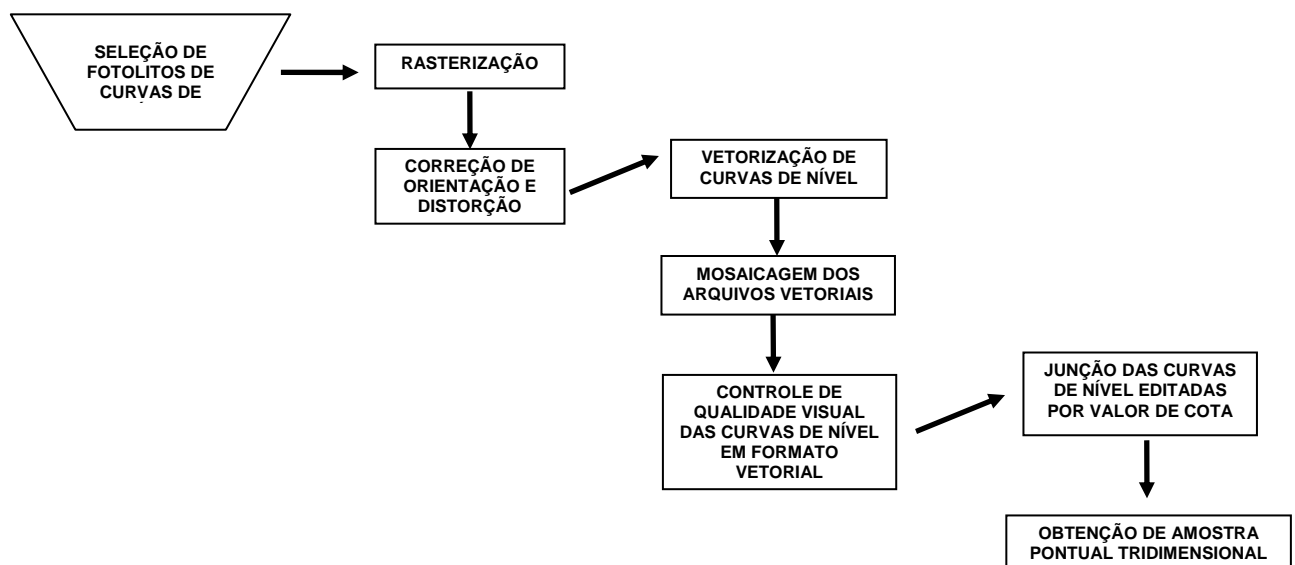 SELEÇÃO DE
FOTOLITOS DE
CURVAS DE
RASTERIZAÇÃO
CORREÇÃO DE
ORIENTAÇÃO E
DISTORÇÃO
VETORIZAÇÃO DE
CURVAS DE NÍVEL
MOSAICAGEM DOS
ARQUIVOS VETORIAIS
CONTROLE DE
QUALIDADE VISUAL
DAS CURVAS DE NÍVEL
EM FORMATO
VETORIAL
JUNÇÃO DAS CURVAS
DE NÍVEL EDITADAS
POR VALOR DE COTA
OBTENÇÃO DE AMOSTRA
PONTUAL TRIDIMENSIONAL